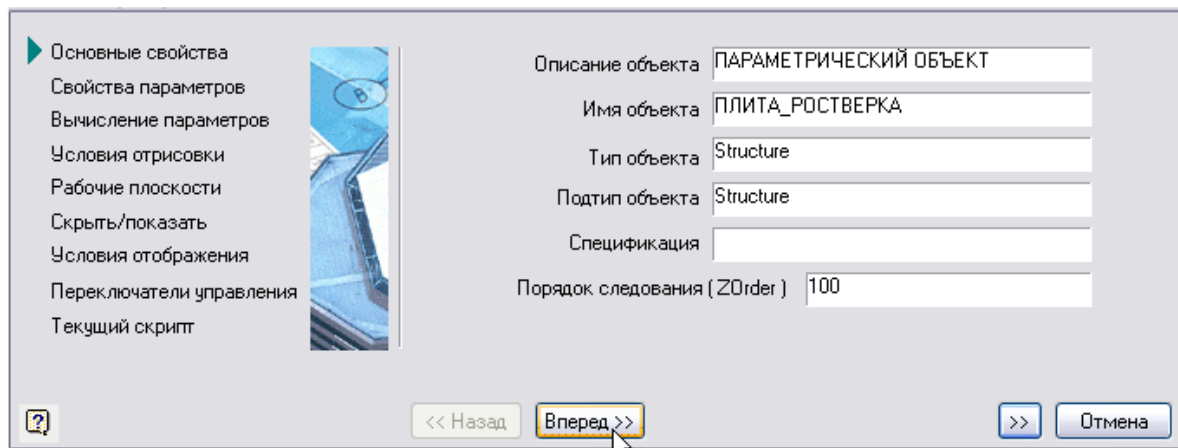 Основные свойства
Свойства параметров
Вычисление параметров
Условия отрисовки
Рабочие плоскости
Скрыть/показать
Условия отображения
Переключатели управления
Текущий скрипт
B
Описание объекта ПАРАМЕТРИЧЕСКИЙ ОБЪЕКТ
Имя объекта ПЛИТА_РОСТВЕРКА
Тип объекта Structure
Подтип объекта Structure
Спецификация
Порядок следования ( ZOrder ) 100
? << Назад Вперед >> >> Отмена